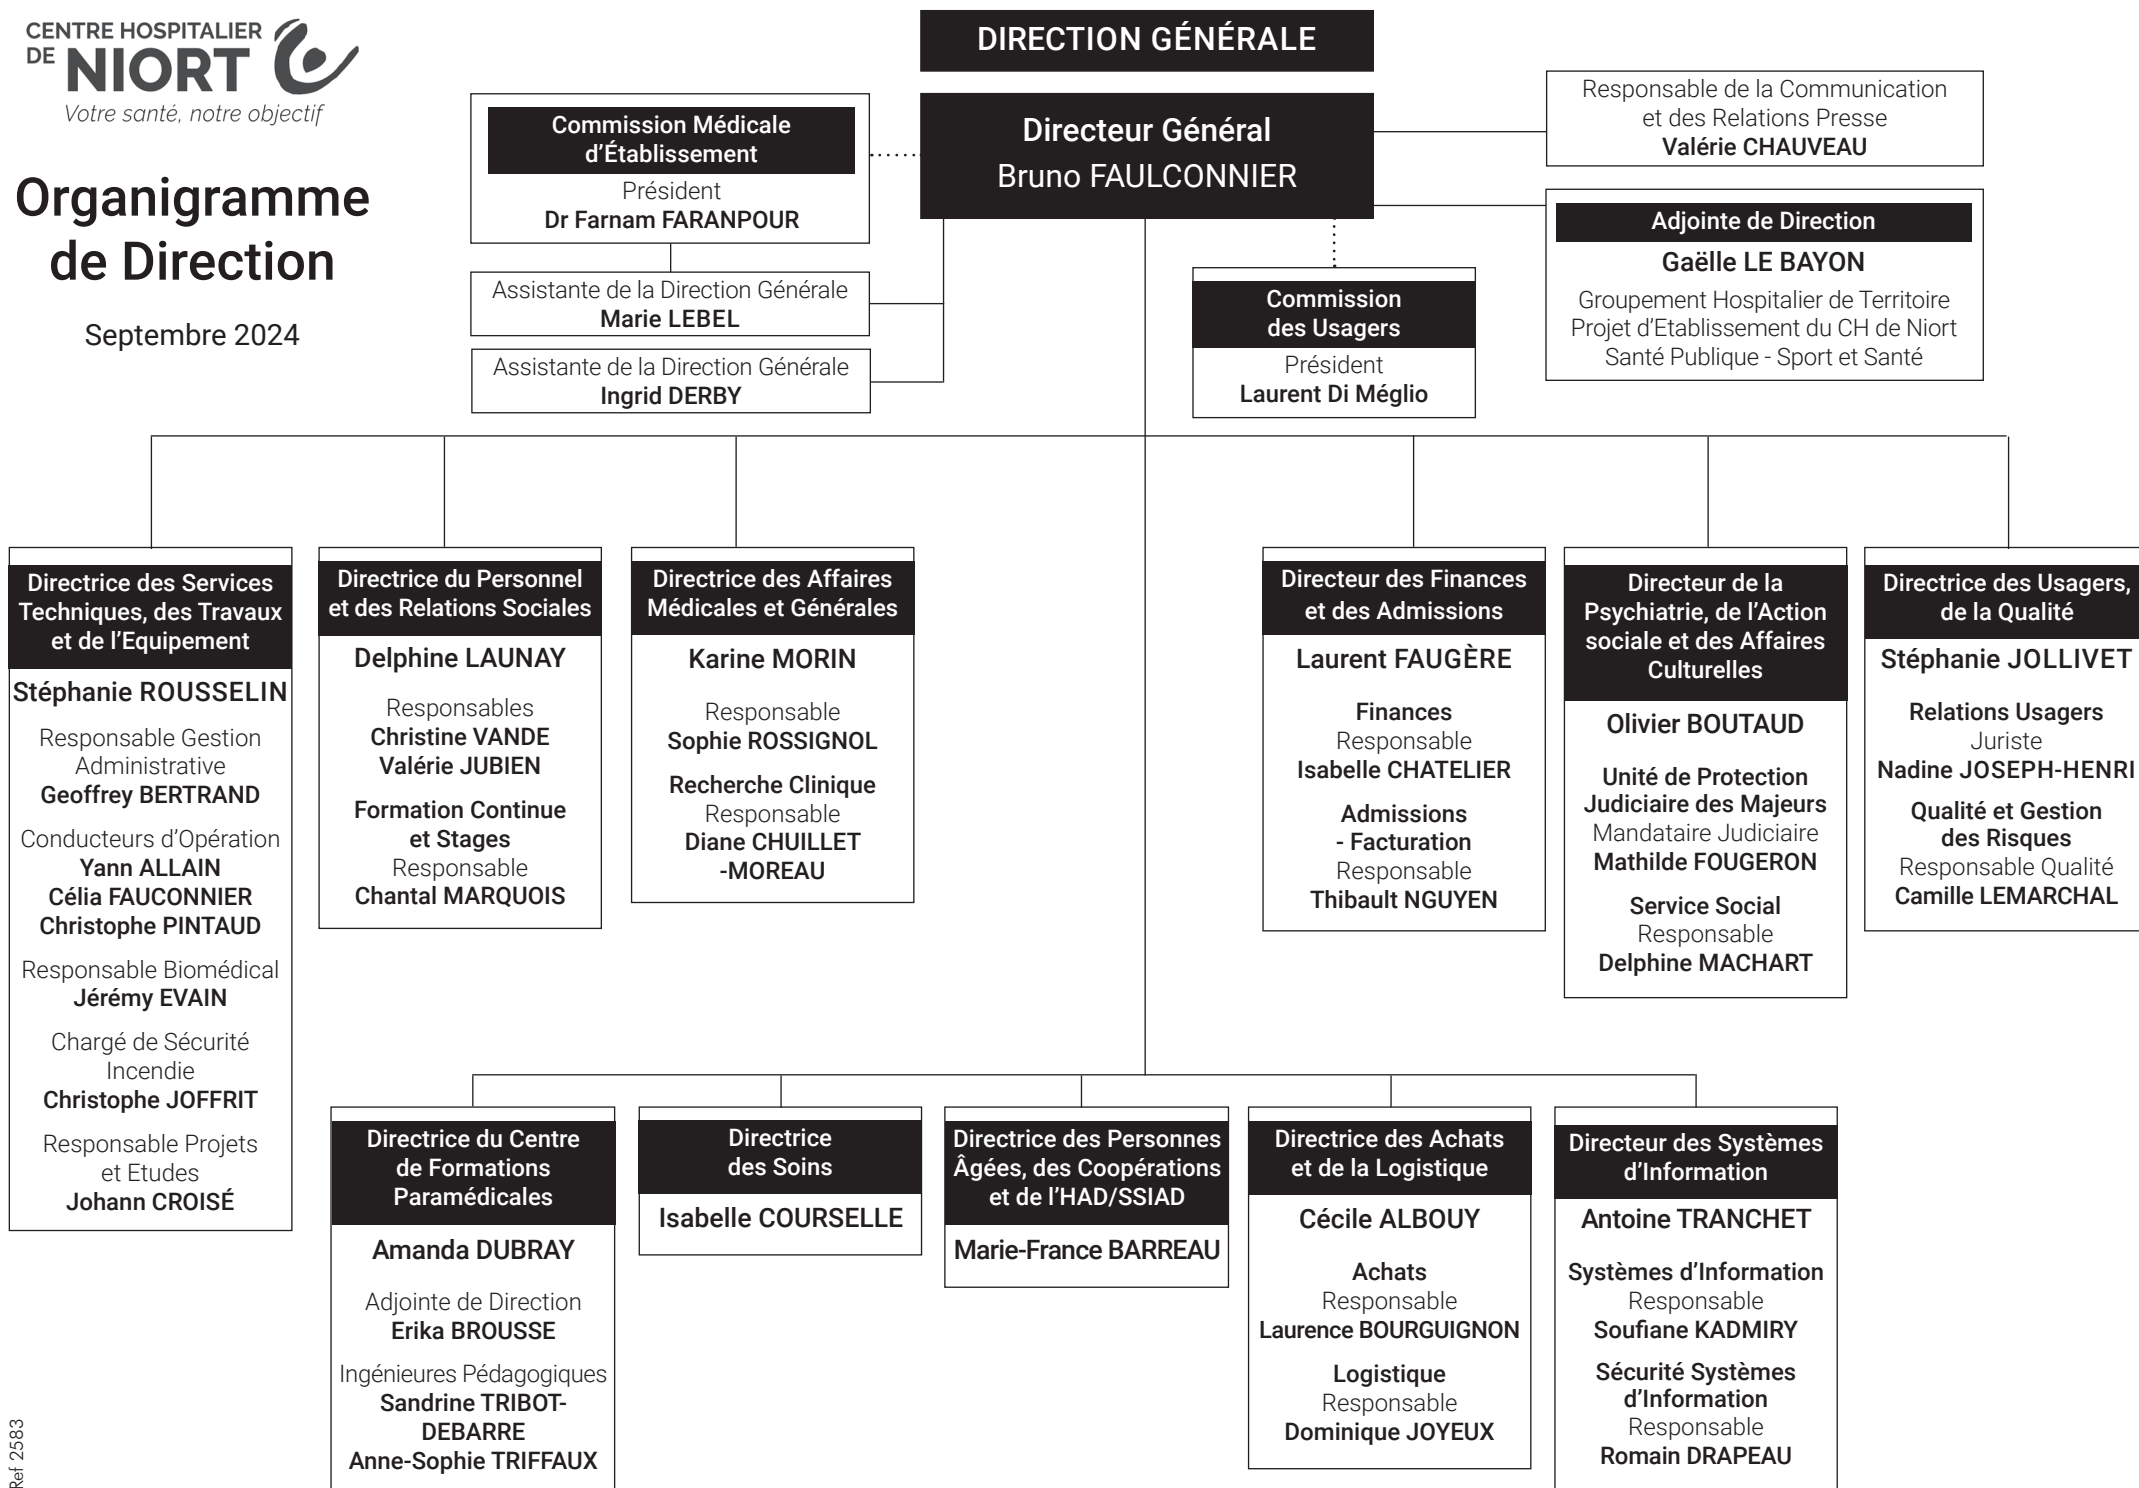 CENTRE HOSPITALIER
DE NIORT
Votre santé, notre objectif
Organigramme
de Direction
Septembre 2024
DIRECTION GÉNÉRALE
Directeur Général
Bruno FAULCONNIER
Commission Médicale
d'Établissement
Président
Dr Farnam FARANPOUR
Assistante de la Direction Générale
Marie LEBEL
Assistante de la Direction Générale
Ingrid DERBY
Commission
des Usagers
Président
Laurent Di Méglio
Responsable de la Communication
et des Relations Presse
Valérie CHAUVEAU
Adjointe de Direction
Gaëlle LE BAYON
Groupement Hospitalier de Territoire
Projet d'Etablissement du CH de Niort
Santé Publique - Sport et Santé
Directrice des Services
Techniques, des Travaux
et de l'Equipement
Stéphanie ROUSSELIN
Responsable Gestion
Administrative
Geoffrey BERTRAND
Conducteurs d'Opération
Yann ALLAIN
Célia FAUCONNIER
Christophe PINTAUD
Responsable Biomédical
Jérémy EVAIN
Chargé de Sécurité
Incendie
Christophe JOFFRIT
Responsable Projets
et Etudes
Johann CROISÉ
Directrice du Personnel
et des Relations Sociales
Delphine LAUNAY
Responsables
Christine VANDE
Valérie JUBIEN
Formation Continue
et Stages
Responsable
Chantal MARQUOIS
Directrice des Affaires
Médicales et Générales
Karine MORIN
Responsable
Sophie ROSSIGNOL
Recherche Clinique
Responsable
Diane CHUILLET
-MOREAU
Directeur des Finances
et des Admissions
Laurent FAUGÈRE
Finances
Responsable
Isabelle CHATELIER
Admissions
- Facturation
Responsable
Thibault NGUYEN
Directeur de la
Psychiatrie, de l'Action
sociale et des Affaires
Culturelles
Olivier BOUTAUD
Unité de Protection
Judiciaire des Majeurs
Mandataire Judiciaire
Mathilde FOUGERON
Service Social
Responsable
Delphine MACHART
Directrice des Usagers,
de la Qualité
Stéphanie JOLLIVET
Relations Usagers
Juriste
Nadine JOSEPH-HENRI
Qualité et Gestion
des Risques
Responsable Qualité
Camille LEMARCHAL
Directrice du Centre
de Formations
Paramédicales
Amanda DUBRAY
Adjointe de Direction
Erika BROUSSE
Ingénieures Pédagogiques
Sandrine TRIBOT-
DEBARRE
Anne-Sophie TRIFFAUX
Directrice
des Soins
Isabelle COURSELLE
Directrice des Personnes
Âgées, des Coopérations
et de l'HAD/SSIAD
Marie-France BARREAU
Directrice des Achats
et de la Logistique
Cécile ALBOUY
Achats
Responsable
Laurence BOURGUIGNON
Logistique
Responsable
Dominique JOYEUX
Directeur des Systèmes
d'Information
Antoine TRANCHET
Systèmes d'Information
Responsable
Soufiane KADMIRY
Sécurité Systèmes
d'Information
Responsable
Romain DRAPEAU
Ref 2583